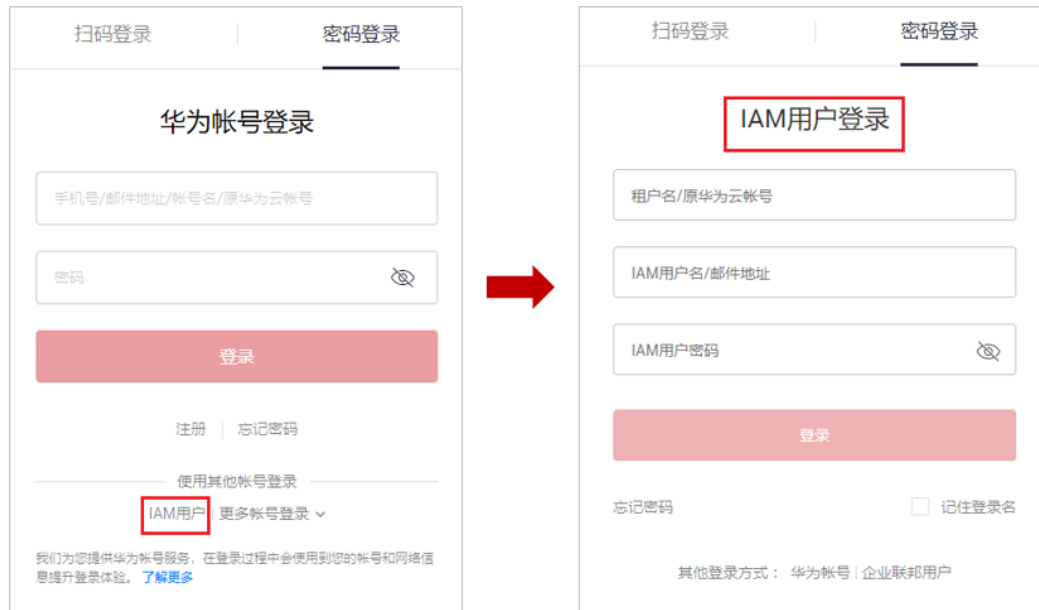 扫码登录
密码登录
华为帐号登录
手机号/邮件地址/帐号名/原华为云帐号
密码
登录
注册 | 忘记密码
使用其他帐号登录
IAM用户 | 更多帐号登录
我们为您提供华为帐号服务，在登录过程中会使用到您的帐号和网络信
息提升登录体验。 了解更多
扫码登录
密码登录
IAM用户登录
租户名/原华为云帐号
IAM用户名/邮件地址
IAM用户密码
登录
忘记密码
记住登录名
其他登录方式： 华为帐号 | 企业联邦用户